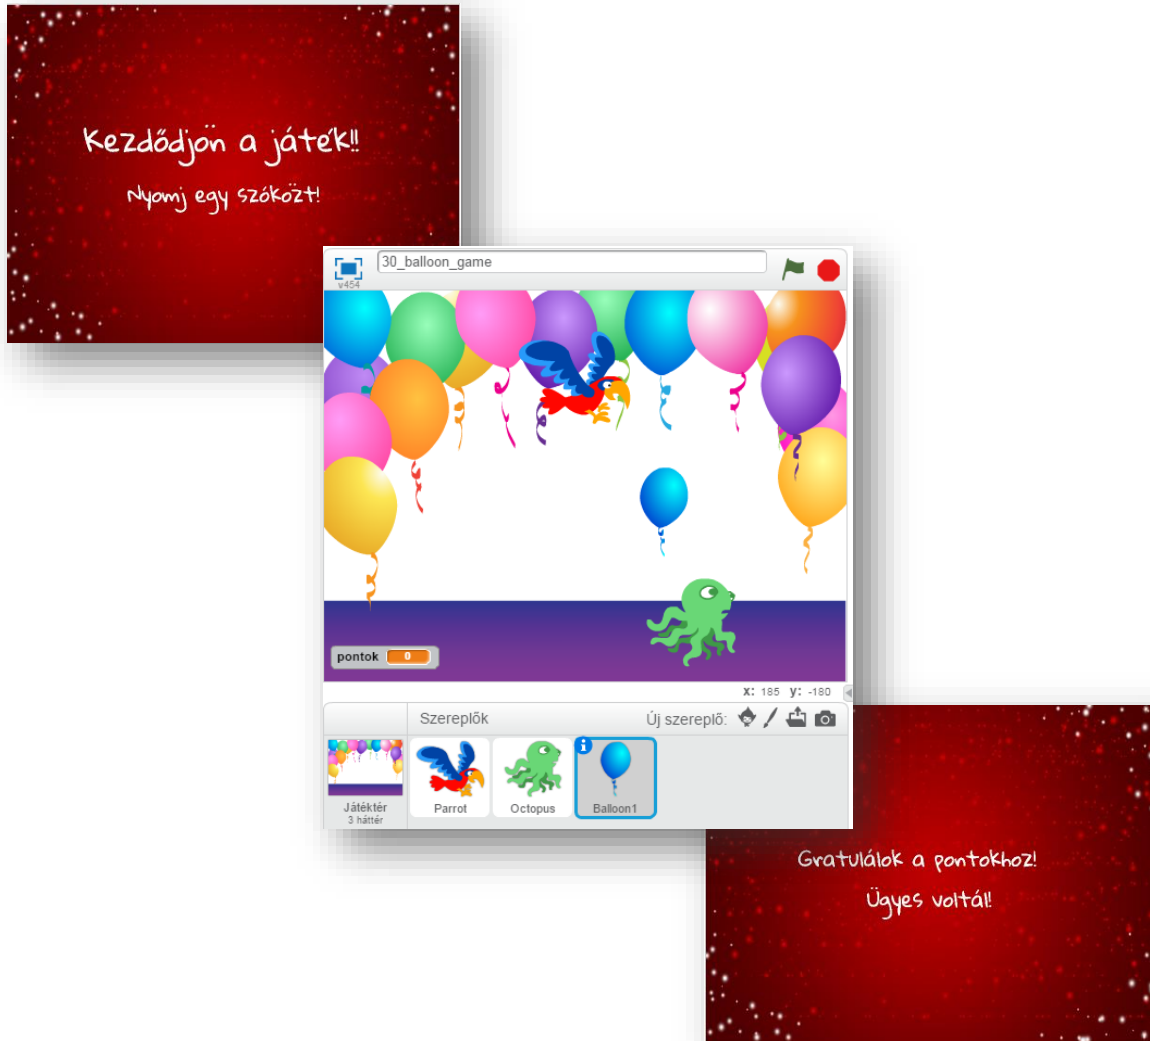 Kezdődjön a játék!!
Nyomj egy szóközt!
30_balloon_game
v454
pontok 0
x: 185 y: -180
Szereplők
Új szereplő:
Játéktér
3 háttér
Parrot
Octopus
Balloon1
Gratulálok a pontokhoz!
Ügyes voltál!